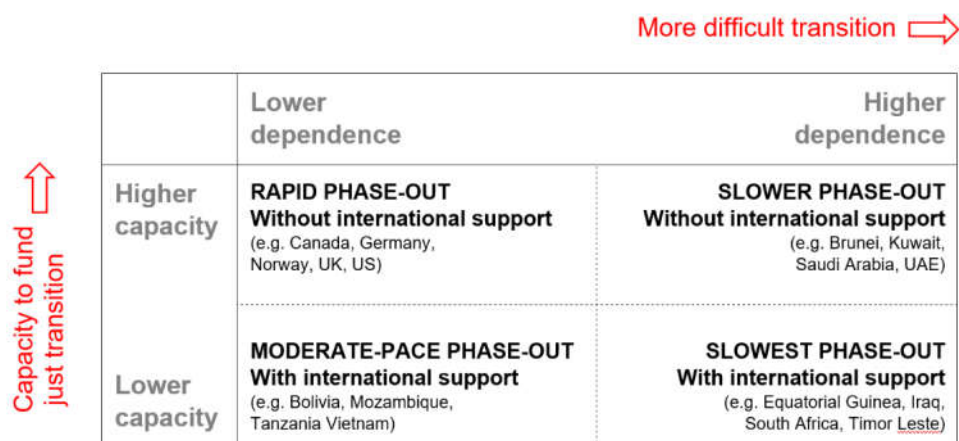 More difficult transition
Lower
dependence
Higher
dependence
Capacity to fund
just transition
Higher
capacity
RAPID PHASE-OUT
Without international support
(e.g. Canada, Germany,
Norway, UK, US)
SLOWER PHASE-OUT
Without international support
(e.g. Brunei, Kuwait,
Saudi Arabia, UAE)
Lower
capacity
MODERATE-PACE PHASE-OUT
With international support
(e.g. Bolivia, Mozambique,
Tanzania Vietnam)
SLOWEST PHASE-OUT
With international support
(e.g. Equatorial Guinea, Iraq,
South Africa, Timor Leste)